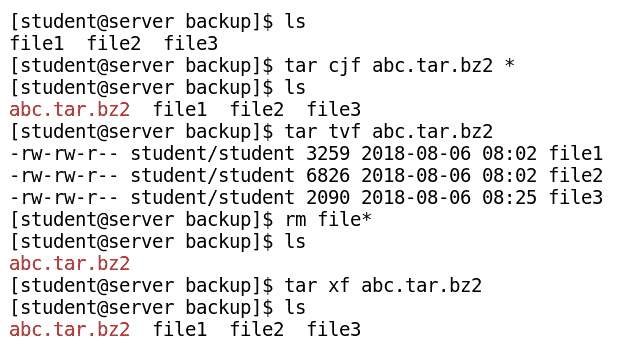 [student@server backup]$ ls
file1  file2  file3
[student@server backup]$ tar cjf abc.tar.bz2 *
[student@server backup]$ ls
abc.tar.bz2  file1  file2  file3
[student@server backup]$ tar tvf abc.tar.bz2
-rw-rw-r-- student/student 3259 2018-08-06 08:02 file1
-rw-rw-r-- student/student 6826 2018-08-06 08:02 file2
-rw-rw-r-- student/student 2090 2018-08-06 08:25 file3
[student@server backup]$ rm file*
[student@server backup]$ ls
abc.tar.bz2
[student@server backup]$ tar xf abc.tar.bz2
[student@server backup]$ ls
abc.tar.bz2  file1  file2  file3